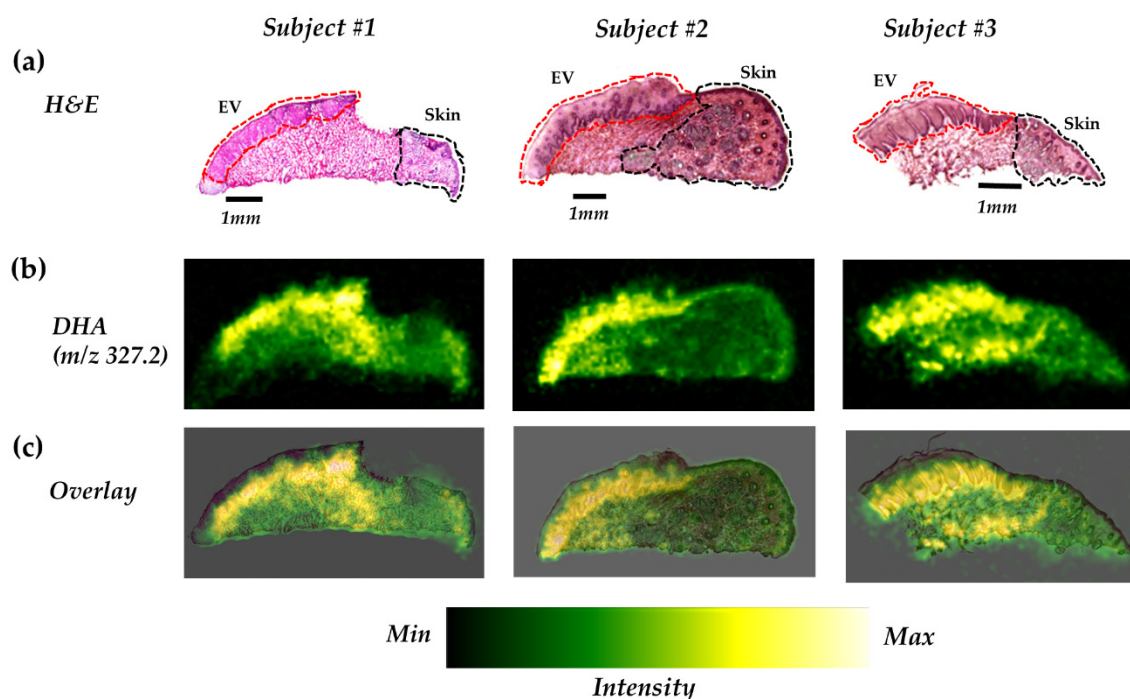 Subject #1
Subject #2
Subject #3
(a)
H&E
EV
Skin
1mm
EV
Skin
1mm
EV
Skin
1mm
(b)
DHA
(m/z 327.2)
(c)
Overlay
Min
Max
Intensity